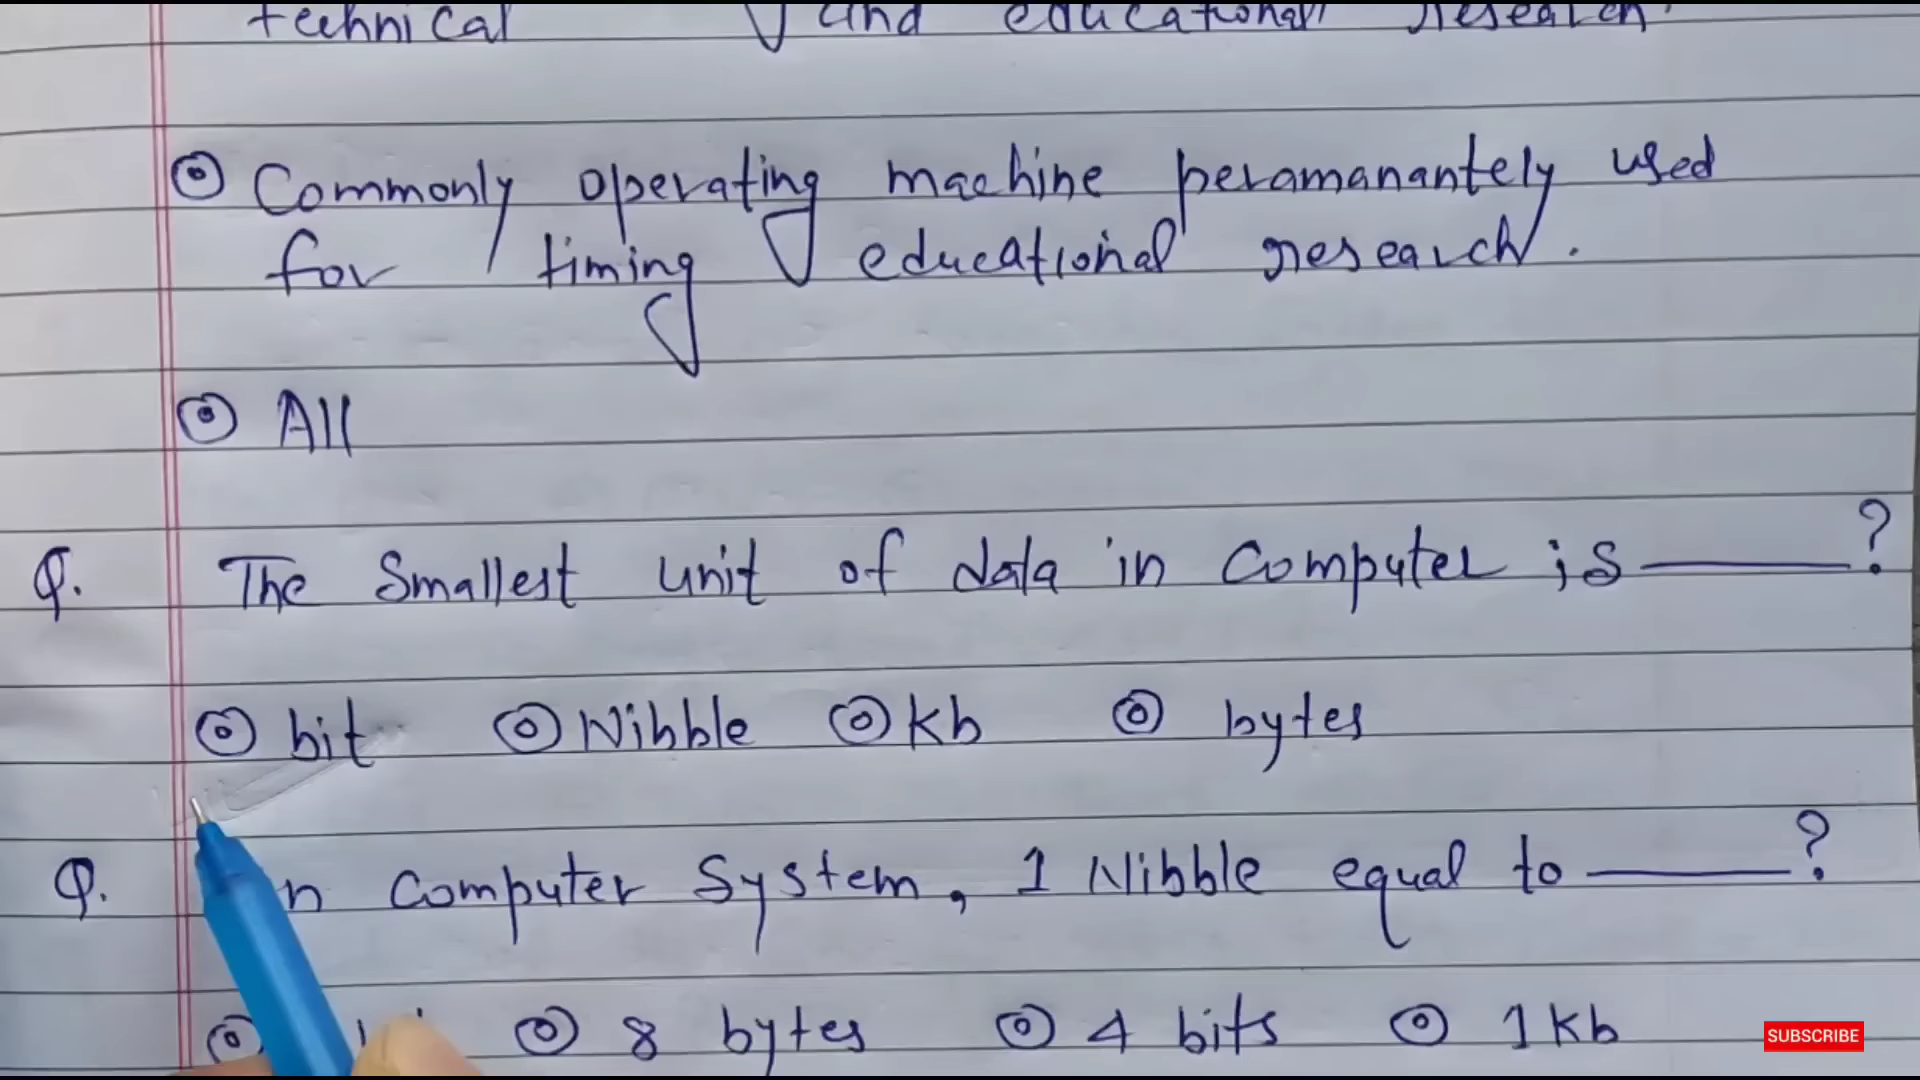 technical and educational research.
⊙ Commonly operating machine peramanantely used
for timing educational research.
⊙ All
Q. The Smallest unit of data in Computer is ———?
⊙ bit ⊙ Nibble ⊙ Kb ⊙ bytes
Q. n Computer System, 1 Nibble equal to ———?
⊙ ⊙ 8 bytes ⊙ 4 bits ⊙ 1 Kb
SUBSCRIBE